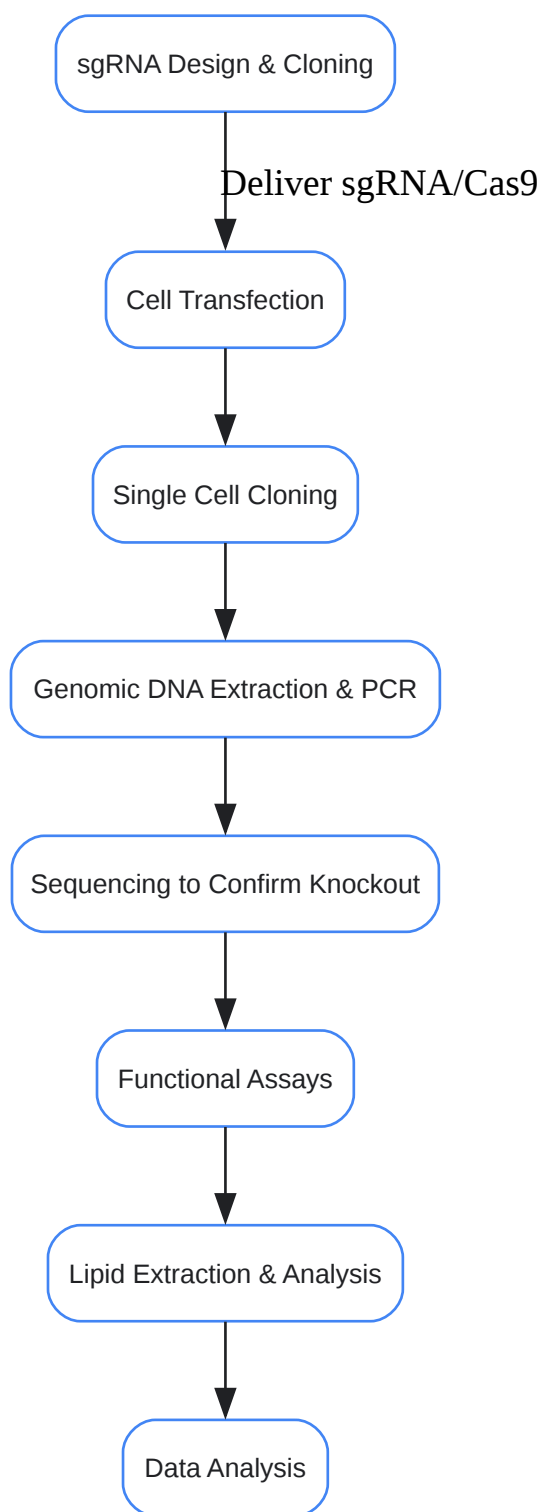 sgRNA Design & Cloning
Deliver sgRNA/Cas9
Cell Transfection
Single Cell Cloning
Genomic DNA Extraction & PCR
Sequencing to Confirm Knockout
Functional Assays
Lipid Extraction & Analysis
Data Analysis